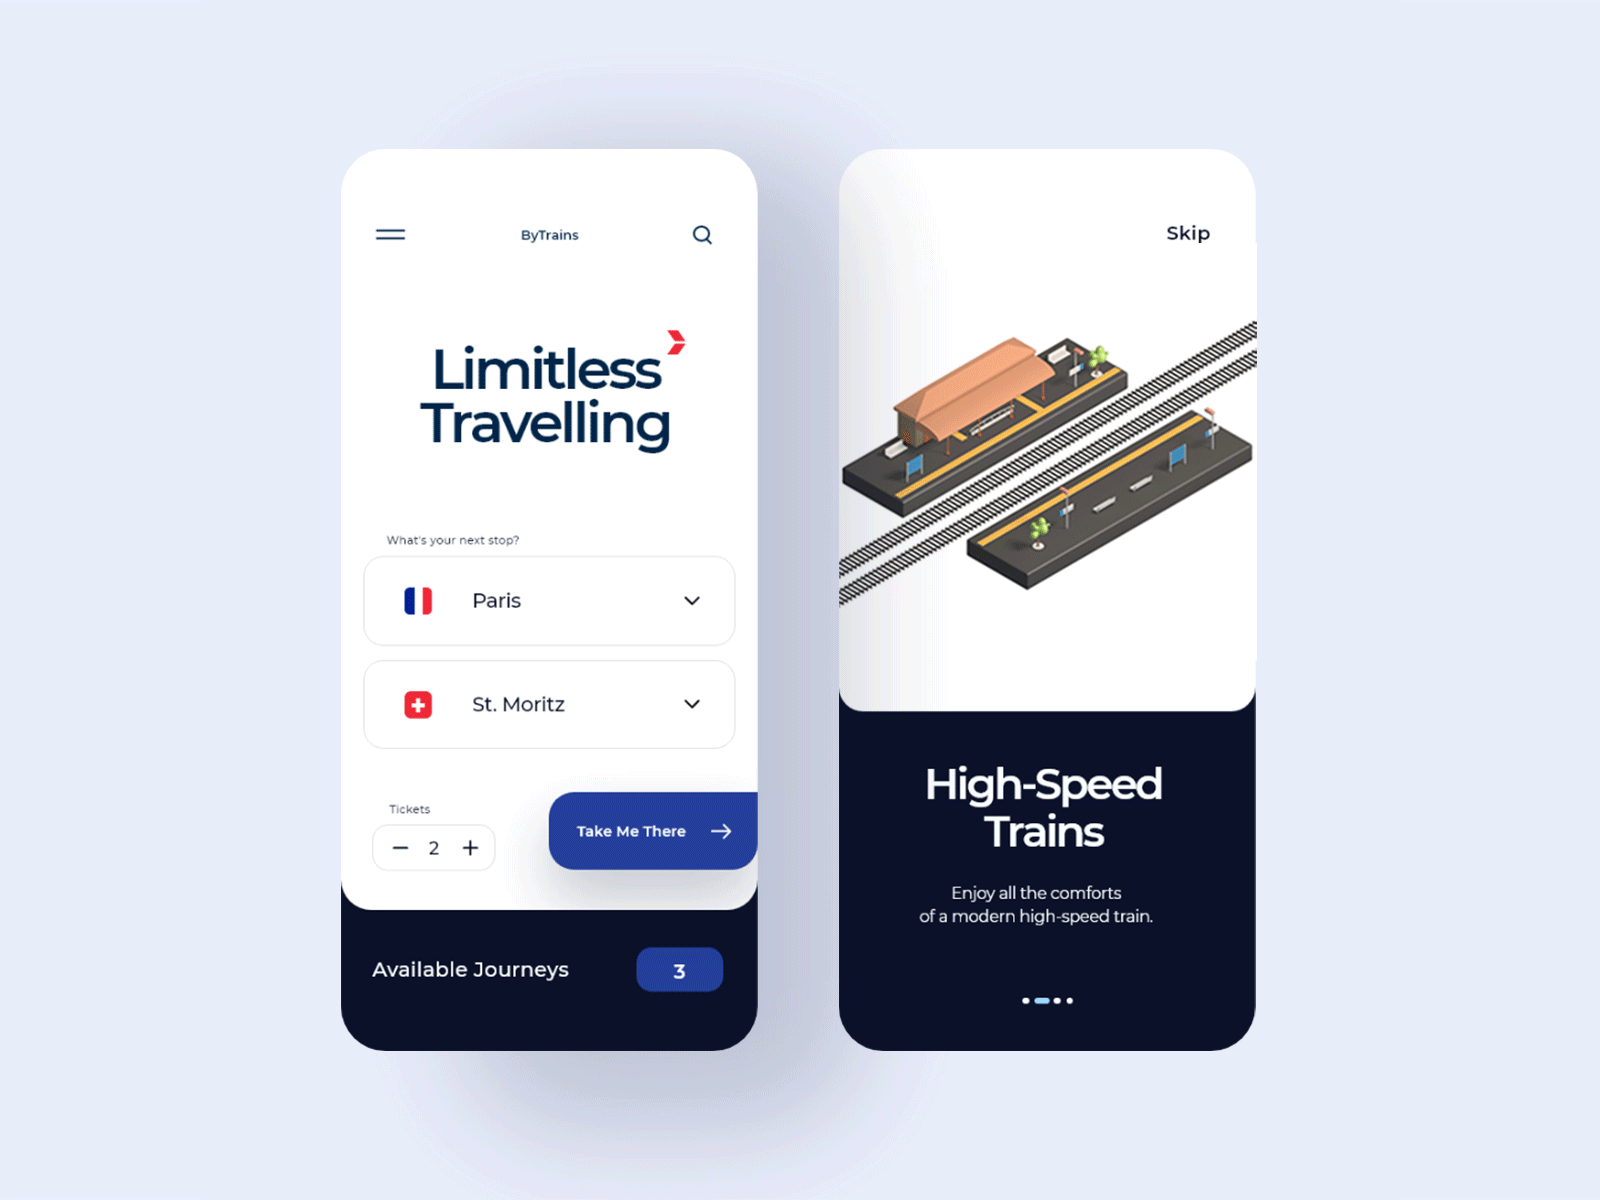 ByTrains
Limitless
Travelling
What's your next stop?
Paris
St. Moritz
Tickets
2
Take Me There
Available Journeys
3
Skip
High-Speed
Trains
Enjoy all the comforts
of a modern high-speed train.